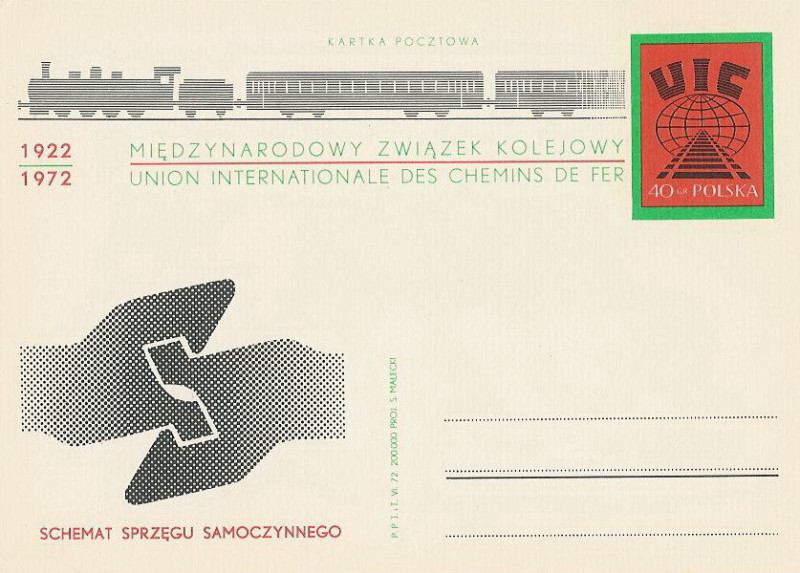 KARTKA POCZTOWA
UIC
40 GR POLSKA
1922
1972
MIĘDZYNARODOWY ZWIĄZEK KOLEJOWY
UNION INTERNATIONALE DES CHEMINS DE FER
P.P.T.iT. VI. 72. 200.000 PROJ. S. MAŁECKI
SCHEMAT SPRZĘGU SAMOCZYNNEGO